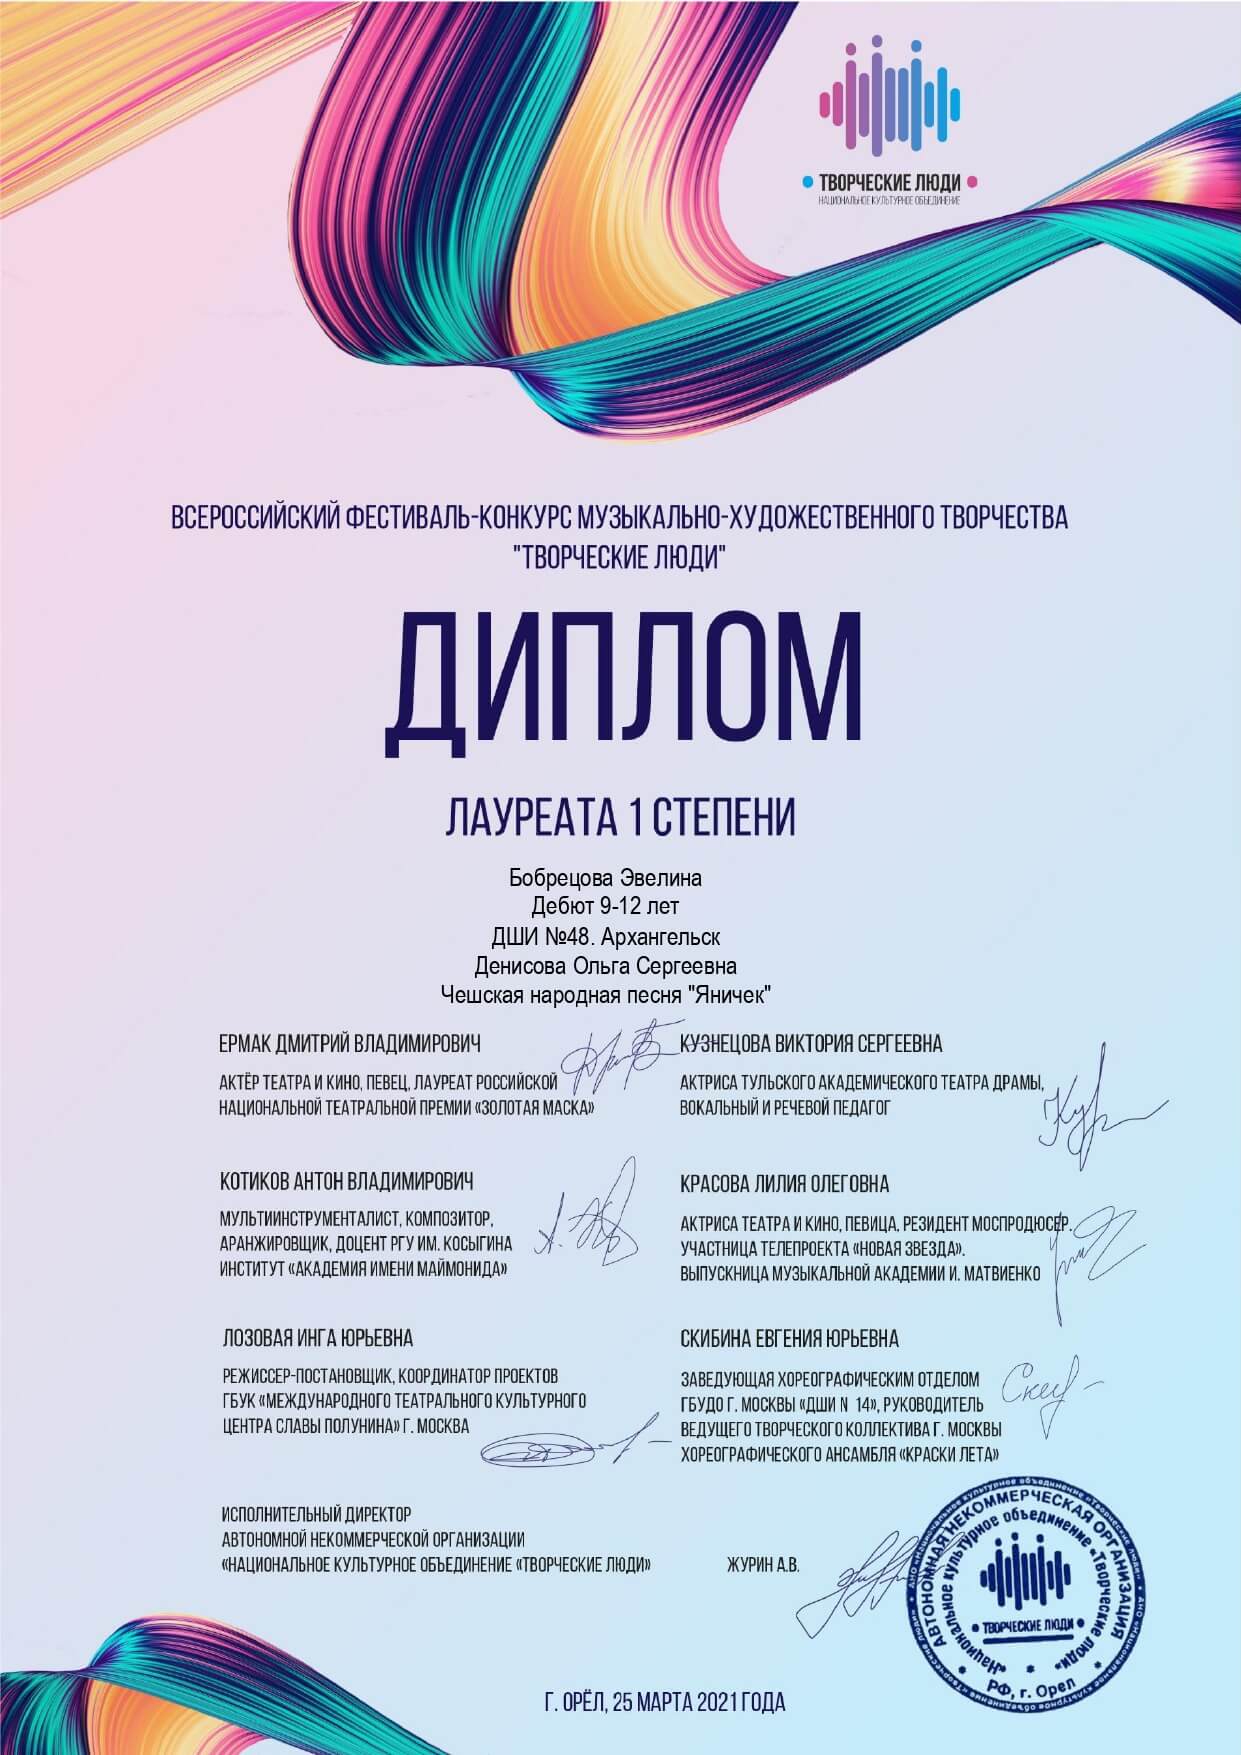 ТВОРЧЕСКИЕ ЛЮДИ
НАЦИОНАЛЬНОЕ КУЛЬТУРНОЕ ОБЪЕДИНЕНИЕ
ВСЕРОССИЙСКИЙ ФЕСТИВАЛЬ-КОНКУРС МУЗЫКАЛЬНО-ХУДОЖЕСТВЕННОГО ТВОРЧЕСТВА
"ТВОРЧЕСКИЕ ЛЮДИ"
ДИПЛОМ
ЛАУРЕАТА 1 СТЕПЕНИ
Бобрецова Эвелина
Дебют 9-12 лет
ДШИ №48. Архангельск
Денисова Ольга Сергеевна
Чешская народная песня "Яничек"
ЕРМАК ДМИТРИЙ ВЛАДИМИРОВИЧ
АКТЁР ТЕАТРА И КИНО, ПЕВЕЦ, ЛАУРЕАТ РОССИЙСКОЙ
НАЦИОНАЛЬНОЙ ТЕАТРАЛЬНОЙ ПРЕМИИ «ЗОЛОТАЯ МАСКА»
КУЗНЕЦОВА ВИКТОРИЯ СЕРГЕЕВНА
АКТРИСА ТУЛЬСКОГО АКАДЕМИЧЕСКОГО ТЕАТРА ДРАМЫ,
ВОКАЛЬНЫЙ И РЕЧЕВОЙ ПЕДАГОГ
КОТИКОВ АНТОН ВЛАДИМИРОВИЧ
МУЛЬТИИНСТРУМЕНТАЛИСТ, КОМПОЗИТОР,
АРАНЖИРОВЩИК, ДОЦЕНТ РГУ ИМ. КОСЫГИНА
ИНСТИТУТ «АКАДЕМИЯ ИМЕНИ МАЙМОНИДА»
КРАСОВА ЛИЛИЯ ОЛЕГОВНА
АКТРИСА ТЕАТРА И КИНО, ПЕВИЦА, РЕЗИДЕНТ МОСПРОДЮСЕР.
УЧАСТНИЦА ТЕЛЕПРОЕКТА «НОВАЯ ЗВЕЗДА».
ВЫПУСКНИЦА МУЗЫКАЛЬНОЙ АКАДЕМИИ И. МАТВИЕНКО
ЛОЗОВАЯ ИНГА ЮРЬЕВНА
РЕЖИССЕР-ПОСТАНОВЩИК, КООРДИНАТОР ПРОЕКТОВ
ГБУК «МЕЖДУНАРОДНОГО ТЕАТРАЛЬНОГО КУЛЬТУРНОГО
ЦЕНТРА СЛАВЫ ПОЛУНИНА» Г. МОСКВА
СКИБИНА ЕВГЕНИЯ ЮРЬЕВНА
ЗАВЕДУЮЩАЯ ХОРЕОГРАФИЧЕСКИМ ОТДЕЛОМ
ГБУДО Г. МОСКВЫ «ДШИ N 14», РУКОВОДИТЕЛЬ
ВЕДУЩЕГО ТВОРЧЕСКОГО КОЛЛЕКТИВА Г. МОСКВЫ
ХОРЕОГРАФИЧЕСКОГО АНСАМБЛЯ «КРАСКИ ЛЕТА»
ИСПОЛНИТЕЛЬНЫЙ ДИРЕКТОР
АВТОНОМНОЙ НЕКОММЕРЧЕСКОЙ ОРГАНИЗАЦИИ
«НАЦИОНАЛЬНОЕ КУЛЬТУРНОЕ ОБЪЕДИНЕНИЕ «ТВОРЧЕСКИЕ ЛЮДИ»
ЖУРИН А.В.
АВТОНОМНАЯ НЕКОММЕРЧЕСКАЯ ОРГАНИЗАЦИЯ
«Национальное культурное объединение «Творческие люди»
ТВОРЧЕСКИЕ ЛЮДИ
РФ, г. Орел
Г. ОРЁЛ, 25 МАРТА 2021 ГОДА